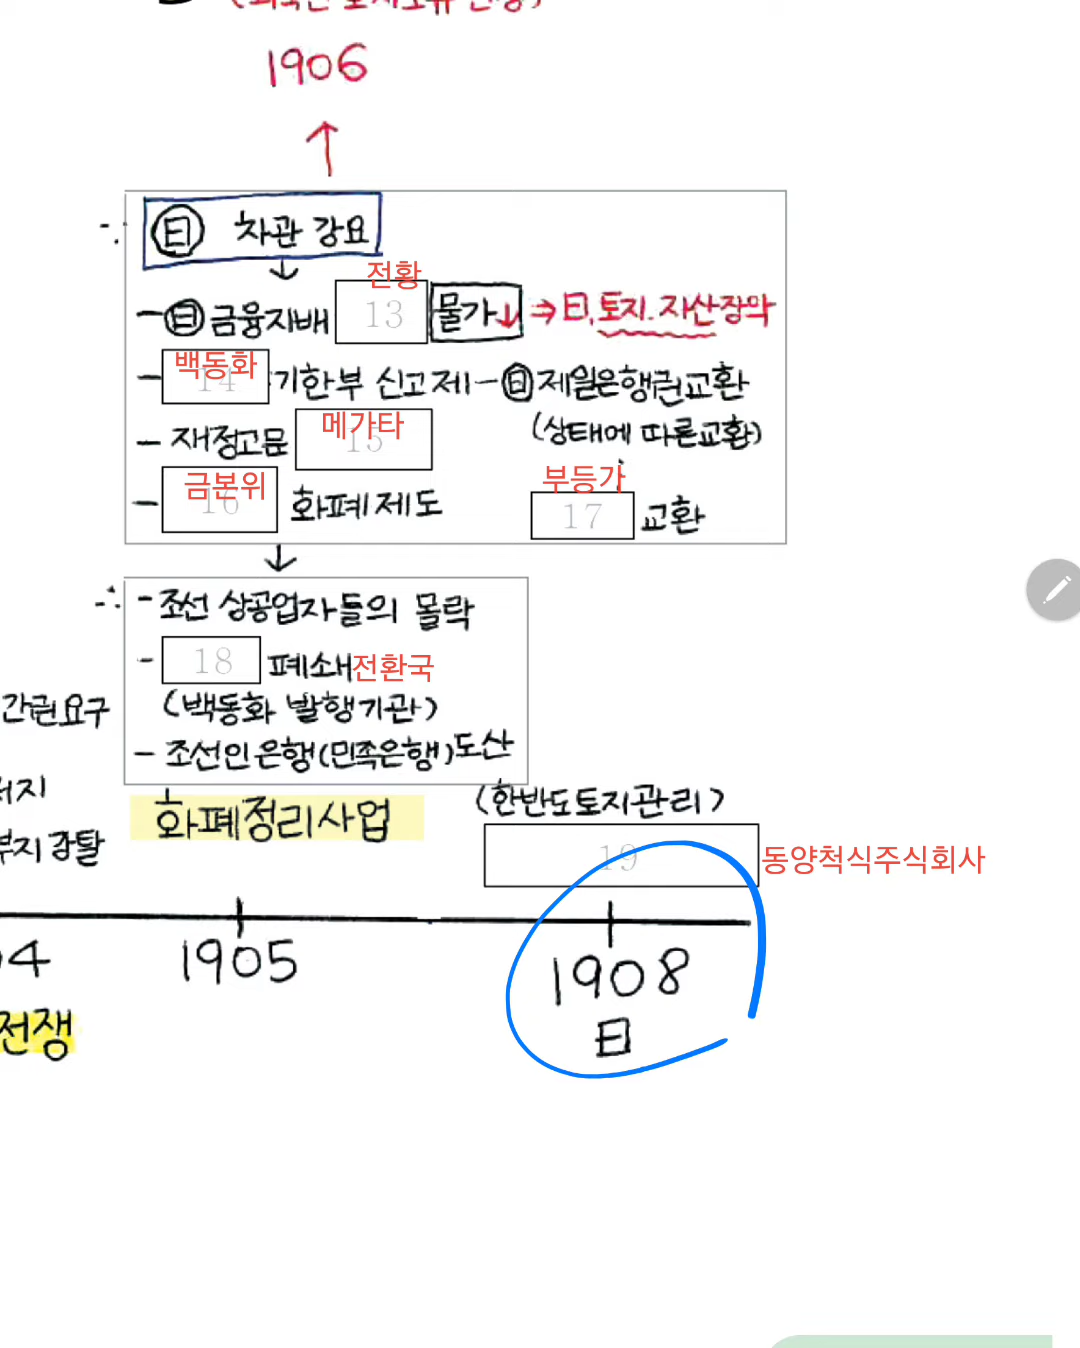 1906
日 차관 강요
전황
- 日 금융지배 13 물가↓ ⇒ 日, 토지.자산장악
백동화
- 14 기한부 신고제 - 日 제일은행권교환
메가타
- 재정고문 15 (상태에 따른교환)
금본위 부등가
- 16 화폐제도 17 교환
- 조선 상공업자들의 몰락
- 18 폐쇄 전환국
간권요구 (백동화 발행기관)
- 조선인은행(민족은행)도산
(한반도토지관리)
부지강탈 화폐정리사업
19 동양척식주식회사
04 1905 1908
전쟁 日